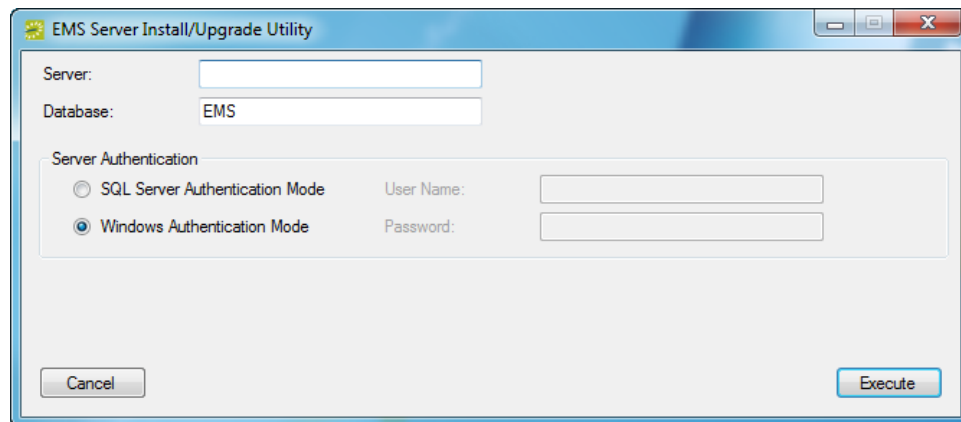 EMS Server Install/Upgrade Utility
Server:
Database: EMS
Server Authentication
SQL Server Authentication Mode User Name:
Windows Authentication Mode Password:
Cancel Execute